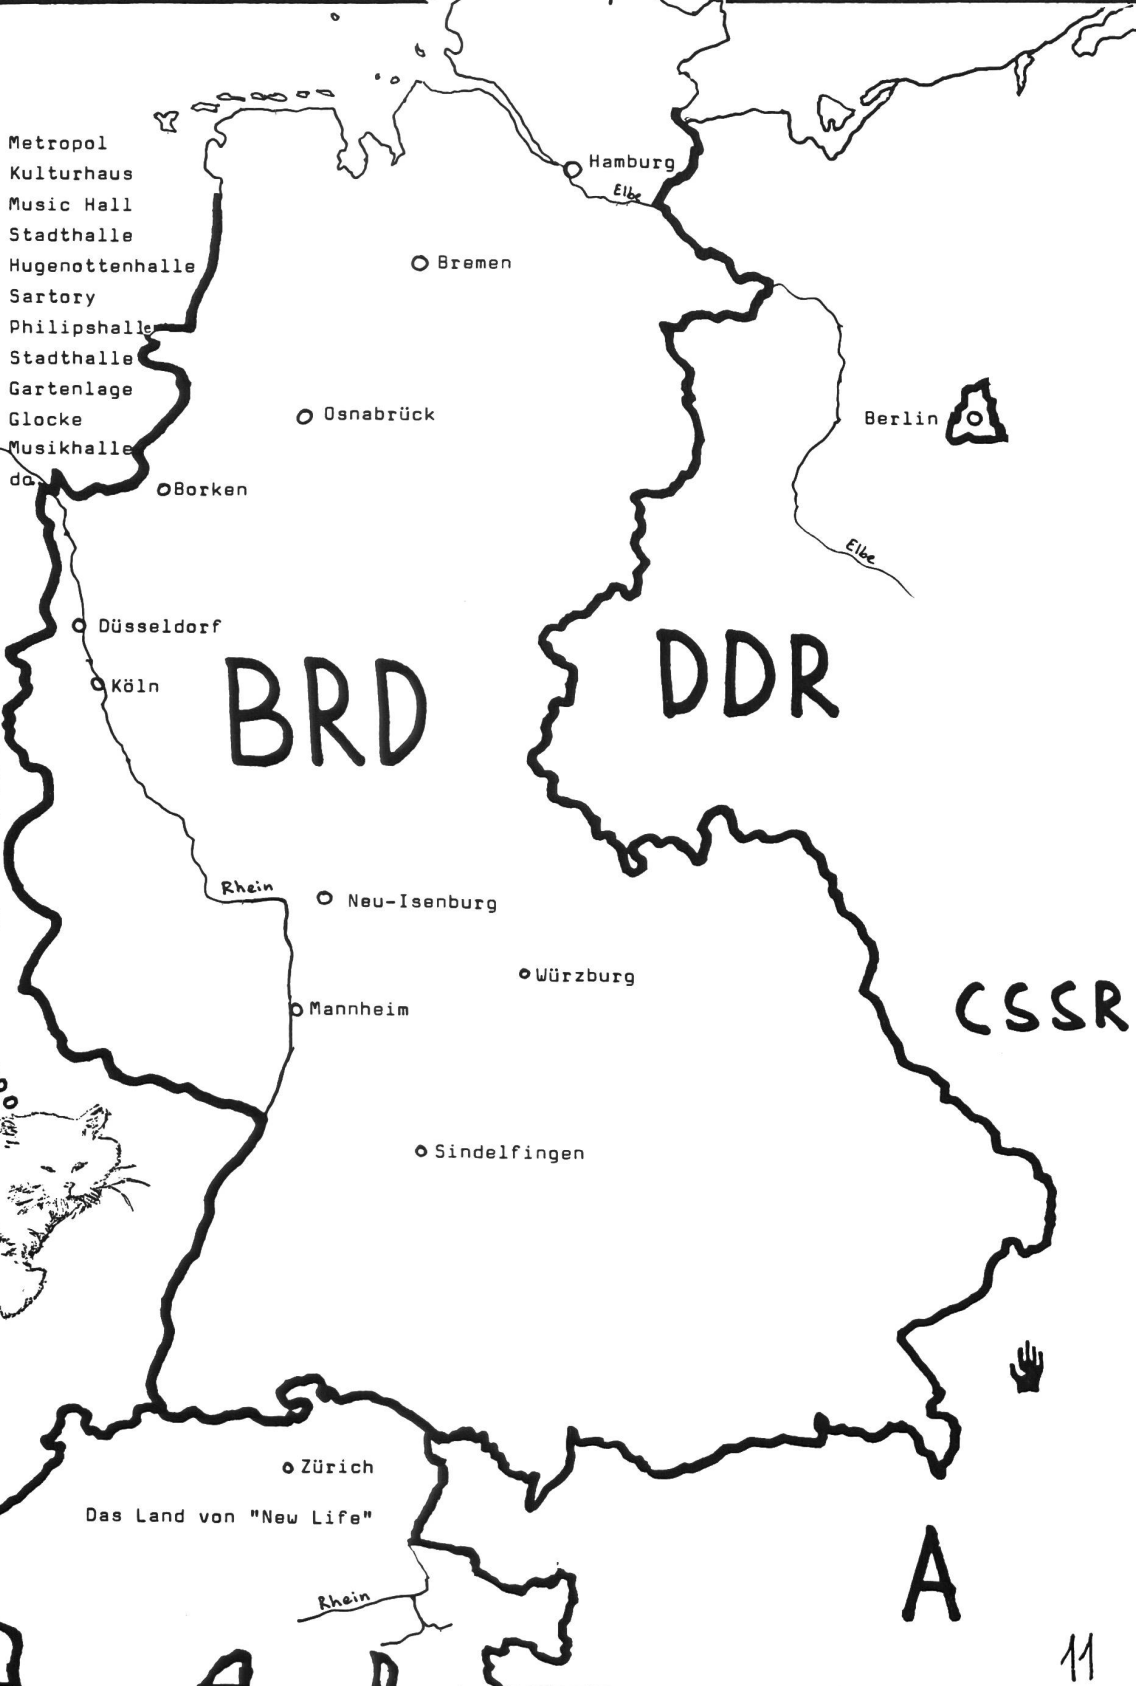 Metropol
Kulturhaus
Music Hall
Stadthalle
Hugenottenhalle
Sartory
Philipshalle
Stadthalle
Gartenlage
Glocke
Musikhalle
do.
Hamburg
Elbe
Bremen
Osnabrück
Berlin
Borken
Elbe
Düsseldorf
Köln
BRD
DDR
Rhein
Neu-Isenburg
Würzburg
Mannheim
CSSR
Sindelfingen
Zürich
Das Land von "New Life"
Rhein
A
11